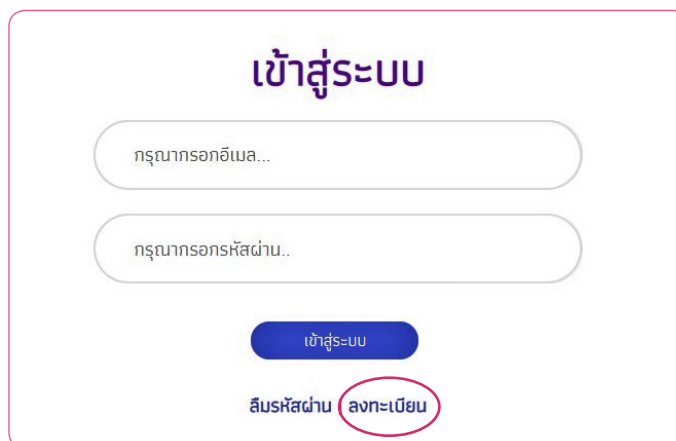 เข้าสู่ระบบ
กรุณากรอกอีเมล...
กรุณากรอกรหัสผ่าน..
เข้าสู่ระบบ
ลืมรหัสผ่าน | ลงทะเบียน